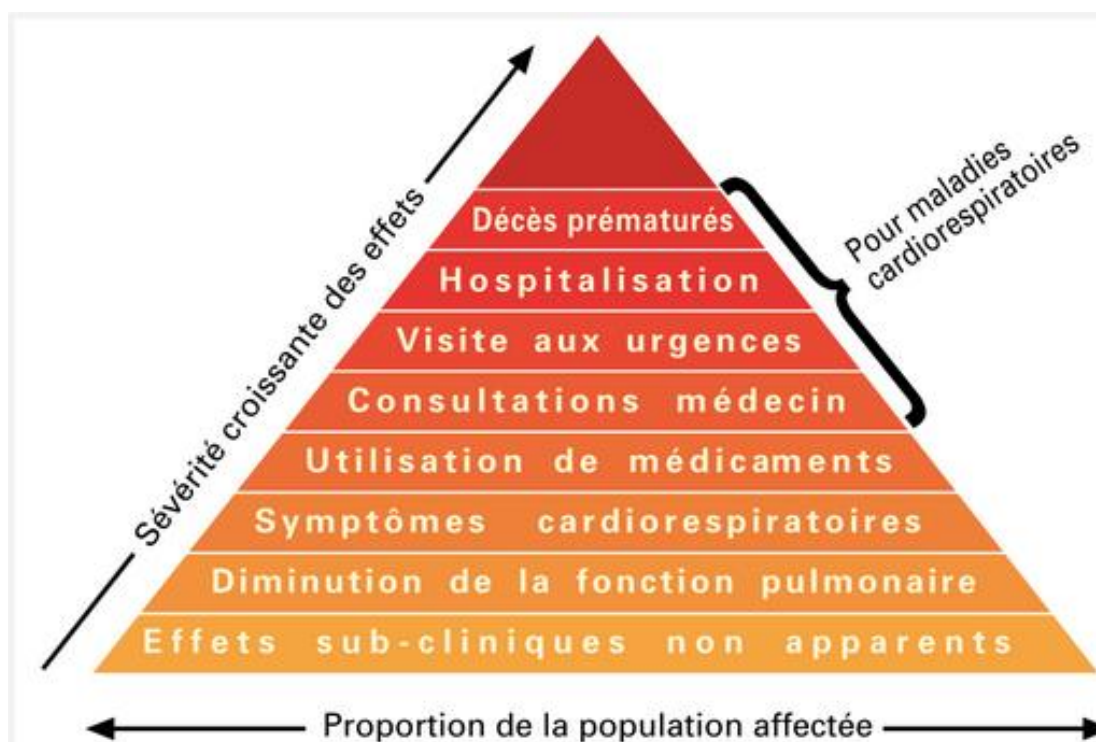 Sévérité croissante des effets
Pour maladies
cardiorespiratoires
Décès prématurés
Hospitalisation
Visite aux urgences
Consultations médecin
Utilisation de médicaments
Symptômes cardiorespiratoires
Diminution de la fonction pulmonaire
Effets sub-cliniques non apparents
Proportion de la population affectée